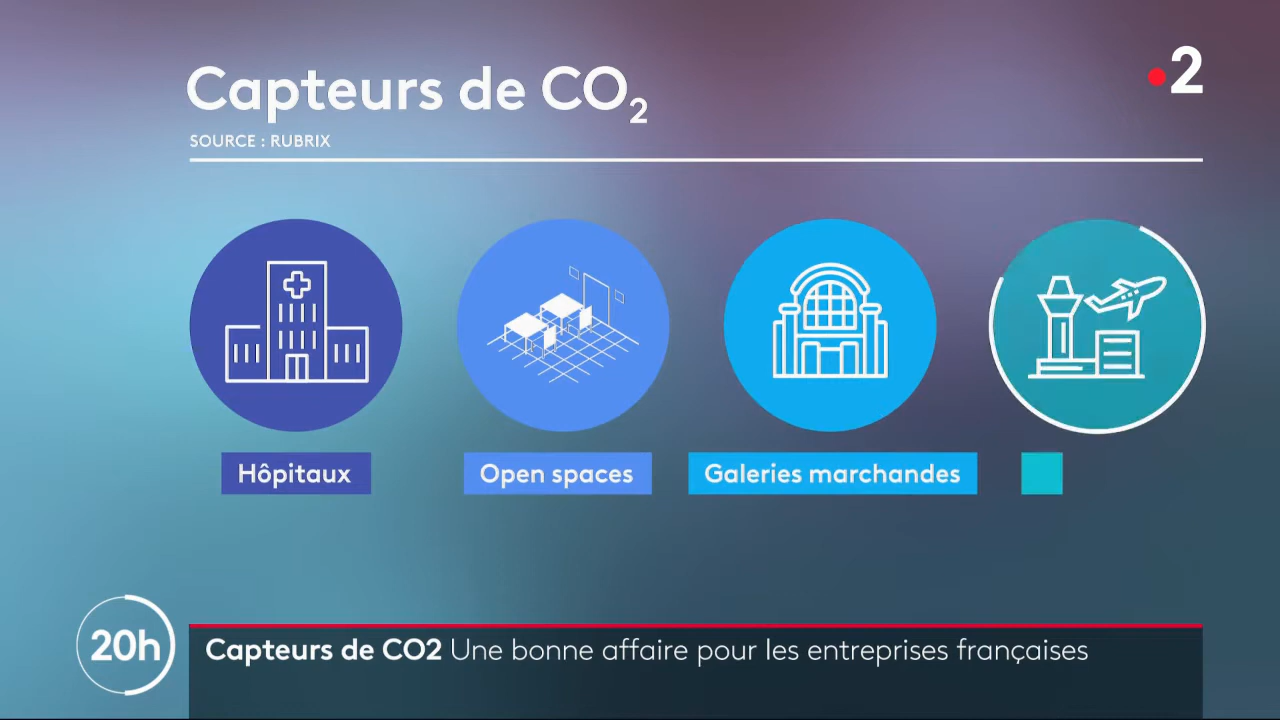 Capteurs de CO₂
2
SOURCE : RUBRIX
Hôpitaux
Open spaces
Galeries marchandes
20h
Capteurs de CO2 Une bonne affaire pour les entreprises françaises